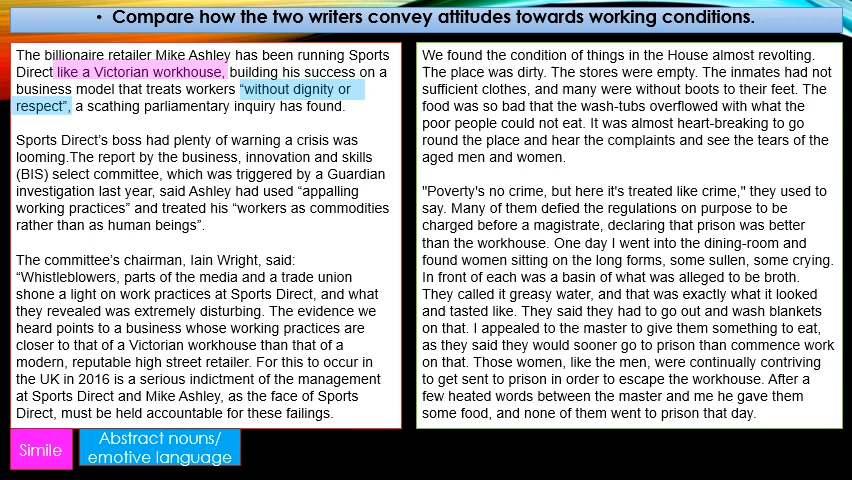 • Compare how the two writers convey attitudes towards working conditions.
The billionaire retailer Mike Ashley has been running Sports
Direct like a Victorian workhouse, building his success on a
business model that treats workers “without dignity or
respect”, a scathing parliamentary inquiry has found.
Sports Direct’s boss had plenty of warning a crisis was
looming.The report by the business, innovation and skills
(BIS) select committee, which was triggered by a Guardian
investigation last year, said Ashley had used “appalling
working practices” and treated his “workers as commodities
rather than as human beings”.
The committee’s chairman, Iain Wright, said:
“Whistleblowers, parts of the media and a trade union
shone a light on work practices at Sports Direct, and what
they revealed was extremely disturbing. The evidence we
heard points to a business whose working practices are
closer to that of a Victorian workhouse than that of a
modern, reputable high street retailer. For this to occur in
the UK in 2016 is a serious indictment of the management
at Sports Direct and Mike Ashley, as the face of Sports
Direct, must be held accountable for these failings.
We found the condition of things in the House almost revolting.
The place was dirty. The stores were empty. The inmates had not
sufficient clothes, and many were without boots to their feet. The
food was so bad that the wash-tubs overflowed with what the
poor people could not eat. It was almost heart-breaking to go
round the place and hear the complaints and see the tears of the
aged men and women.
"Poverty's no crime, but here it's treated like crime," they used to
say. Many of them defied the regulations on purpose to be
charged before a magistrate, declaring that prison was better
than the workhouse. One day I went into the dining-room and
found women sitting on the long forms, some sullen, some crying.
In front of each was a basin of what was alleged to be broth.
They called it greasy water, and that was exactly what it looked
and tasted like. They said they had to go out and wash blankets
on that. I appealed to the master to give them something to eat,
as they said they would sooner go to prison than commence work
on that. Those women, like the men, were continually contriving
to get sent to prison in order to escape the workhouse. After a
few heated words between the master and me he gave them
some food, and none of them went to prison that day.
Simile
Abstract nouns/
emotive language